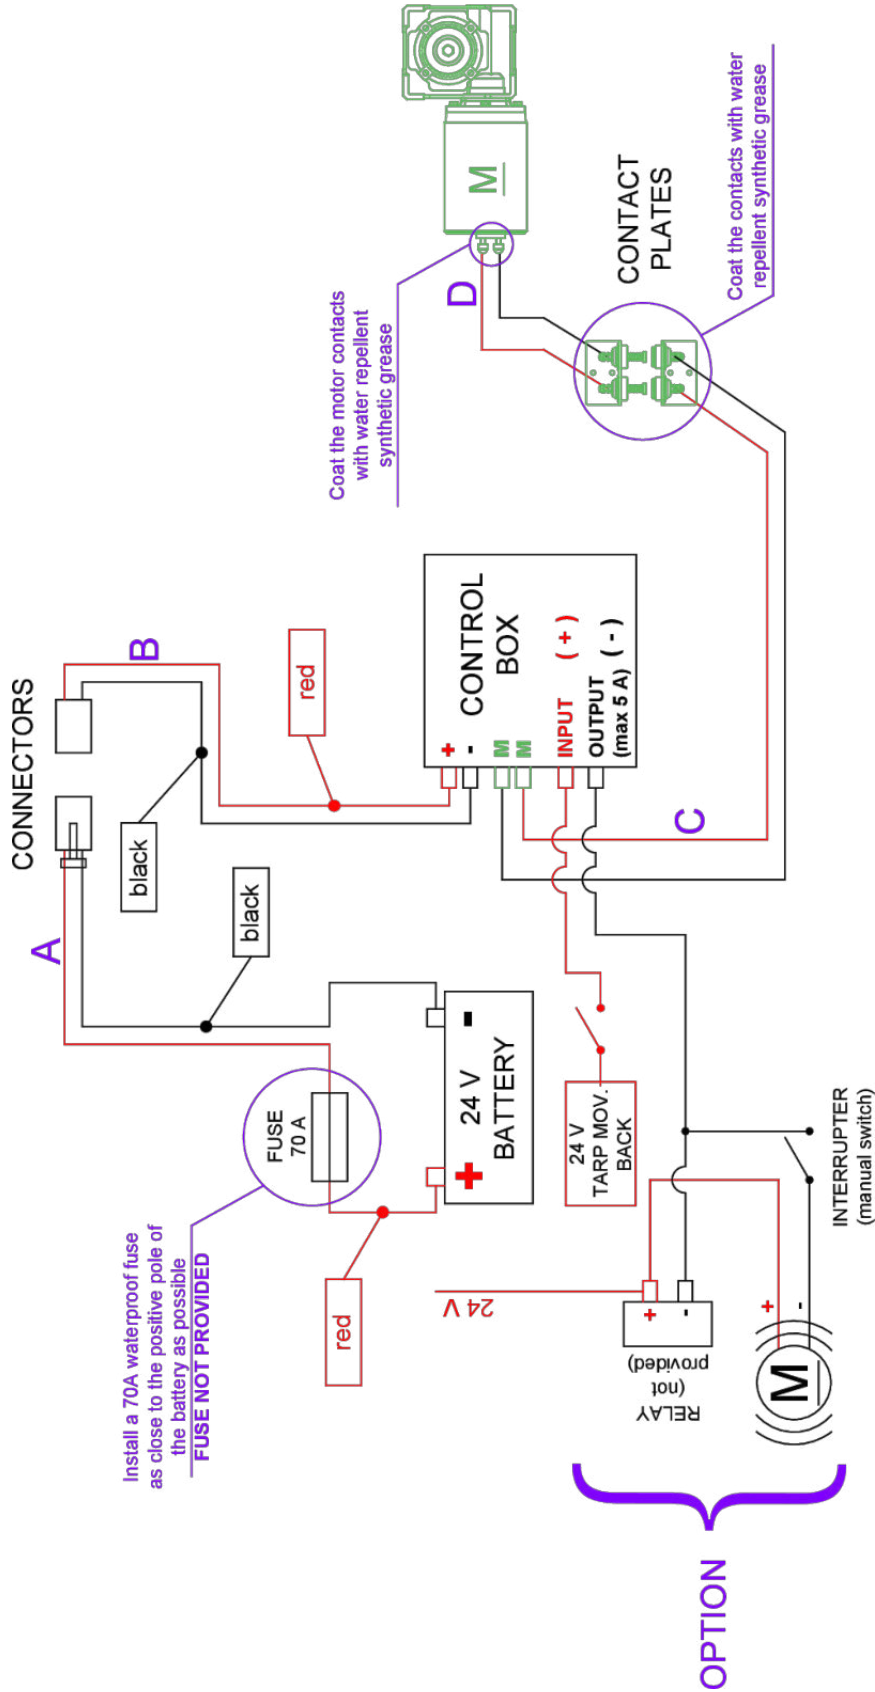 CONNECTORS
A
B
black
black
red
Install a 70A waterproof fuse
as close to the positive pole of
the battery as possible
FUSE NOT PROVIDED
FUSE
70 A
red
+
-
24 V
BATTERY
+
-
M
M
CONTROL
BOX
INPUT (+)
OUTPUT (-)
(max 5 A)
Coat the motor contacts
with water repellent
synthetic grease
D
M
CONTACT
PLATES
Coat the contacts with water
repellent synthetic grease
C
24 V
TARP MOV.
BACK
24 V
+
-
RELAY
(not
provided)
+
-
M
INTERRUPTER
(manual switch)
OPTION